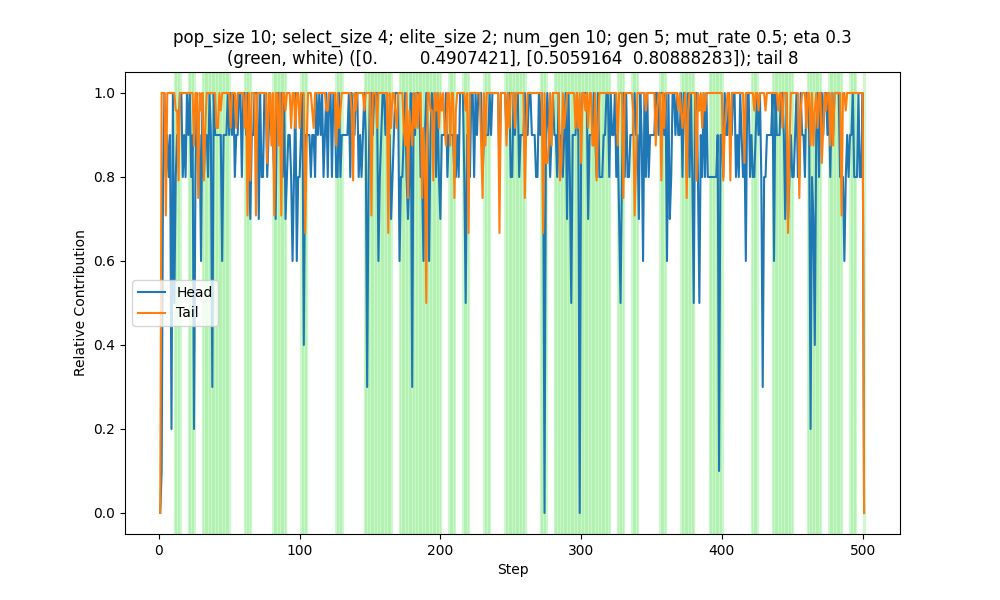 pop_size 10; select_size 4; elite_size 2; num_gen 10; gen 5; mut_rate 0.5; eta 0.3
(green, white) ([0.        0.4907421], [0.5059164  0.80888283]); tail 8
1.0
0.8
0.6
0.4
0.2
0.0
Relative Contribution
Head
Tail
0
100
200
300
400
500
Step